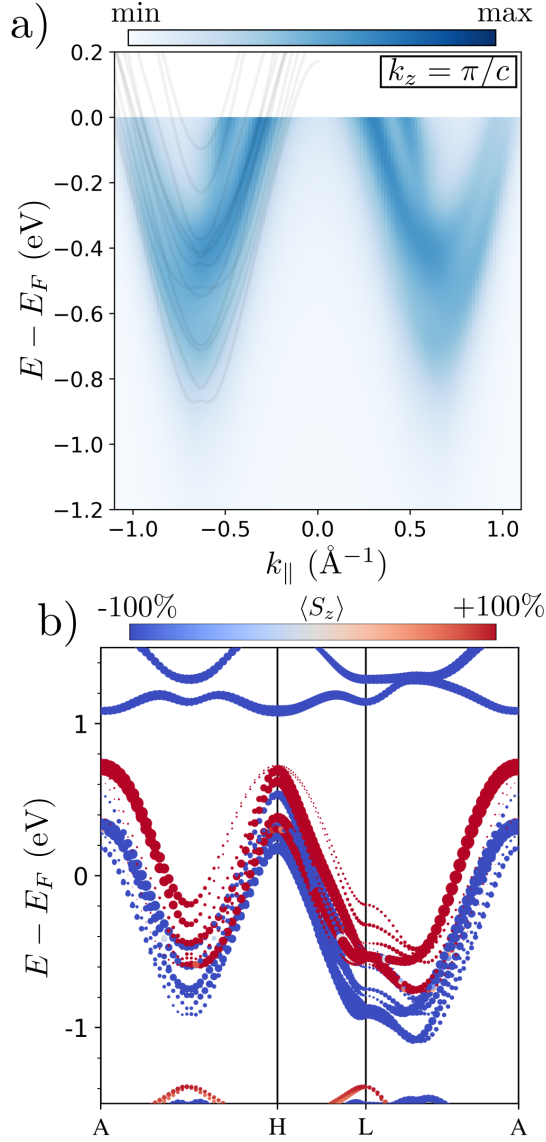 a)
min max
k_z = π/c
0.2
0.0
−0.2
−0.4
−0.6
−0.8
−1.0
−1.2
E − E_F (eV)
−1.0 −0.5 0.0 0.5 1.0
k_∥ (Å⁻¹)
b)
-100% ⟨S_z⟩ +100%
1
0
-1
E − E_F (eV)
A H L A